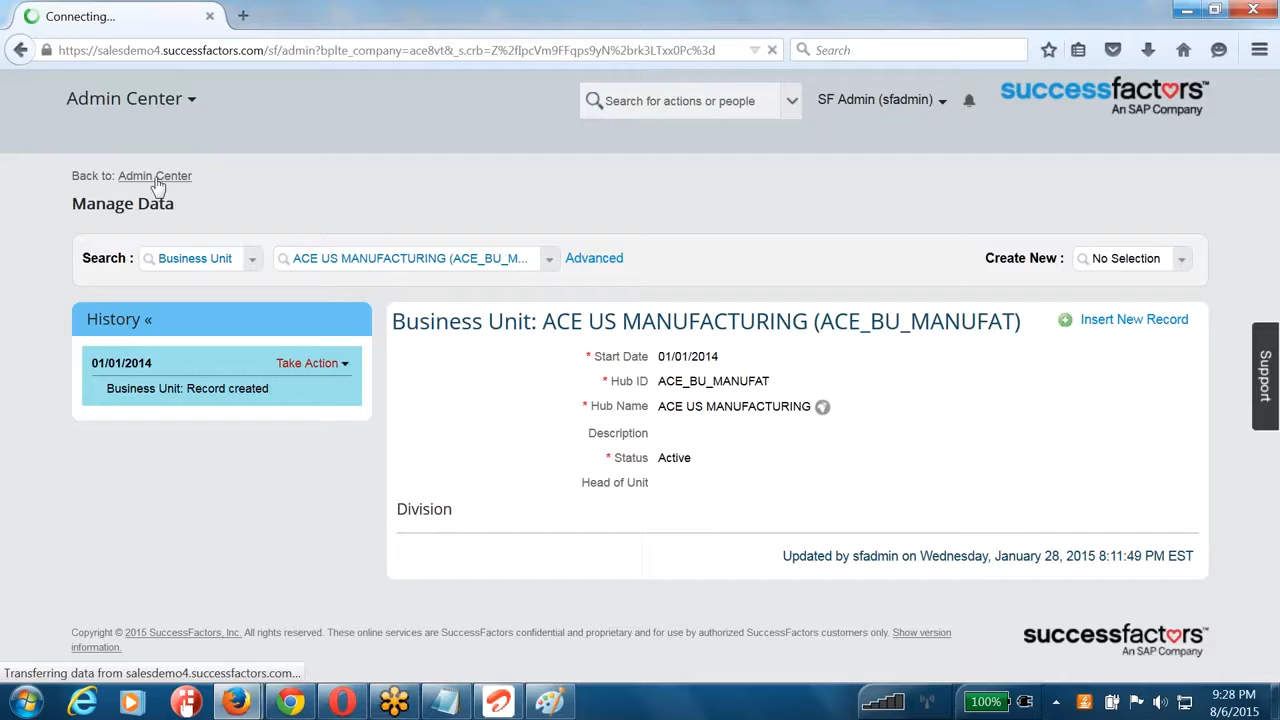 Connecting...
https://salesdemo4.successfactors.com/sf/admin?bplte_company=ace8vt&_s.crb=Z%2flIpcVm9FFqps9yN%2brk3LTxx0Pc%3d
Search
Admin Center
Search for actions or people
SF Admin (sfadmin)
successfactors™
An SAP Company
Back to: Admin Center
Manage Data
Search :
Business Unit
ACE US MANUFACTURING (ACE_BU_M...
Advanced
Create New :
No Selection
History «
01/01/2014
Take Action
Business Unit: Record created
Business Unit: ACE US MANUFACTURING (ACE_BU_MANUFAT)
Insert New Record
* Start Date 01/01/2014
* Hub ID ACE_BU_MANUFAT
* Hub Name ACE US MANUFACTURING
Description
* Status Active
Head of Unit
Division
Updated by sfadmin on Wednesday, January 28, 2015 8:11:49 PM EST
Support
Copyright © 2015 SuccessFactors, Inc. All rights reserved. These online services are SuccessFactors confidential and proprietary and for use by authorized SuccessFactors customers only. Show version
information.
successfactors™
An SAP Company
Transferring data from salesdemo4.successfactors.com...
100%
9:28 PM
8/6/2015